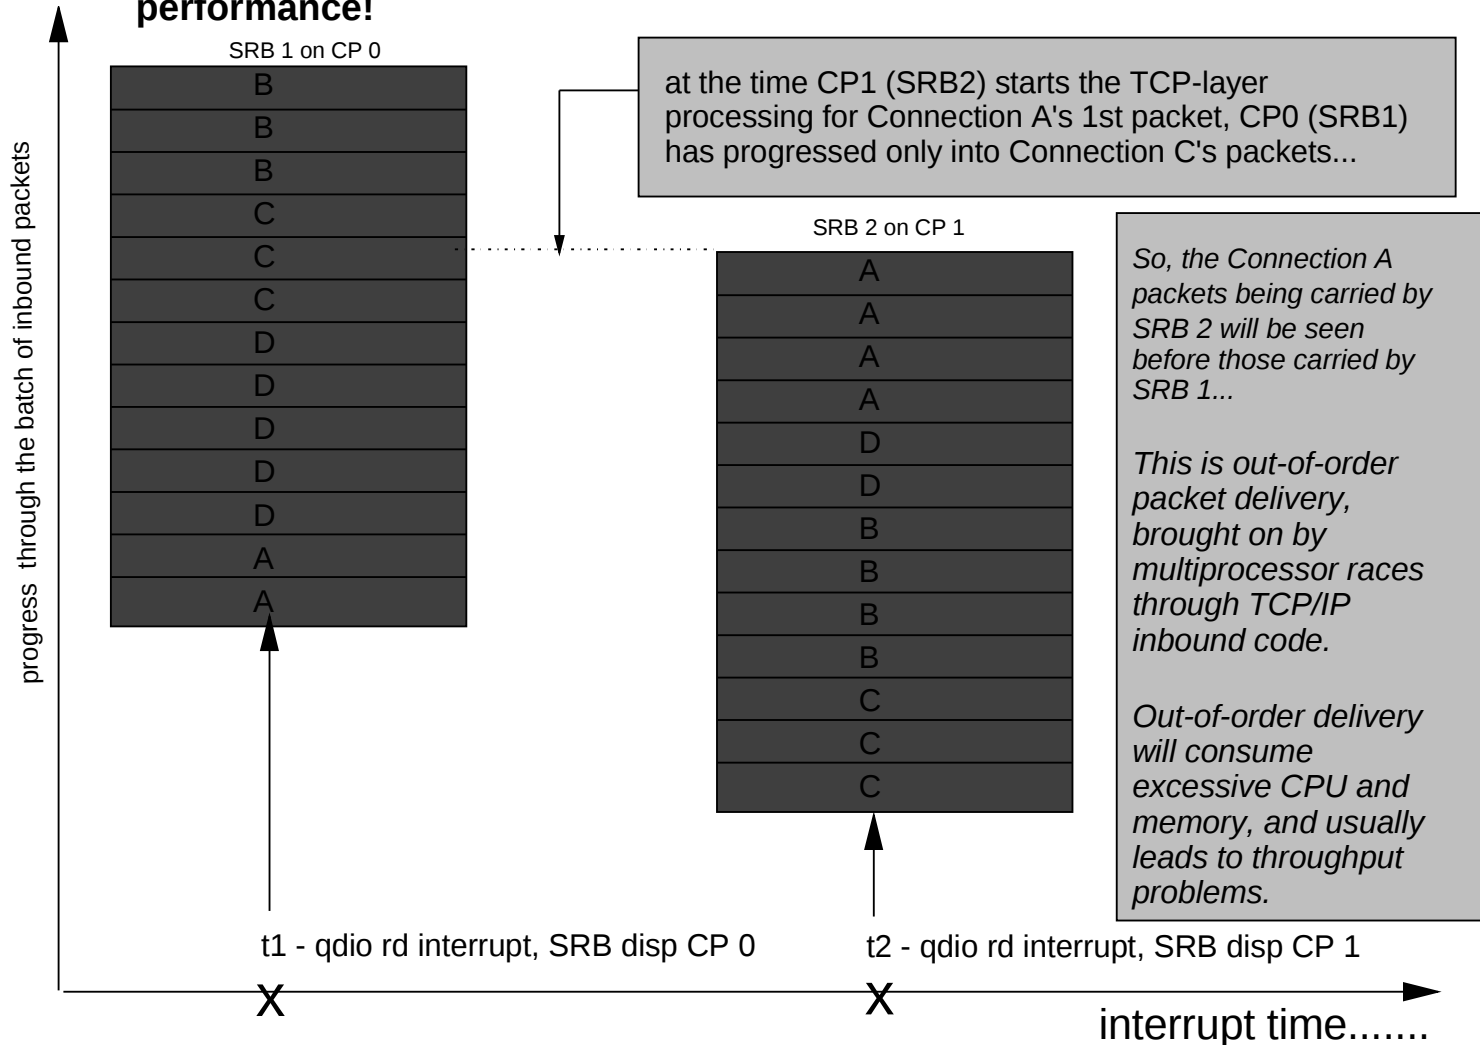 performance!
SRB 1 on CP 0
B
B
B
C
C
C
D
D
D
D
D
A
A
progress through the batch of inbound packets
at the time CP1 (SRB2) starts the TCP-layer
processing for Connection A's 1st packet, CP0 (SRB1)
has progressed only into Connection C's packets...
SRB 2 on CP 1
A
A
A
A
D
D
B
B
B
B
C
C
C
So, the Connection A
packets being carried by
SRB 2 will be seen
before those carried by
SRB 1...
This is out-of-order
packet delivery,
brought on by
multiprocessor races
through TCP/IP
inbound code.
Out-of-order delivery
will consume
excessive CPU and
memory, and usually
leads to throughput
problems.
t1 - qdio rd interrupt, SRB disp CP 0
t2 - qdio rd interrupt, SRB disp CP 1
X
X
interrupt time.......